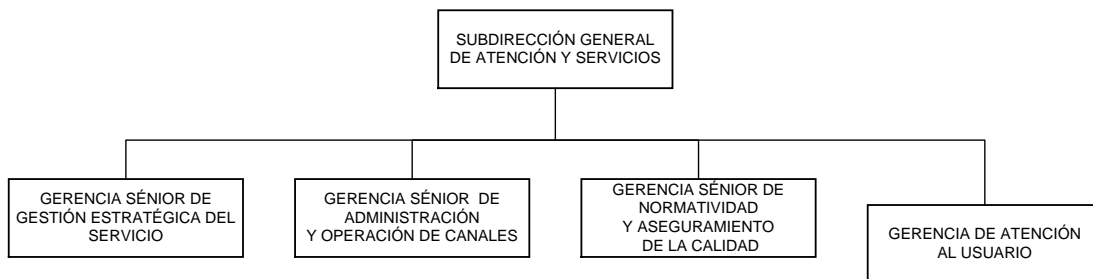 SUBDIRECCIÓN GENERAL
DE ATENCIÓN Y SERVICIOS
GERENCIA SÉNIOR DE
GESTIÓN ESTRATÉGICA DEL
SERVICIO
GERENCIA SÉNIOR DE
ADMINISTRACIÓN
Y OPERACIÓN DE CANALES
GERENCIA SÉNIOR DE
NORMATIVIDAD
Y ASEGURAMIENTO
DE LA CALIDAD
GERENCIA DE ATENCIÓN
AL USUARIO